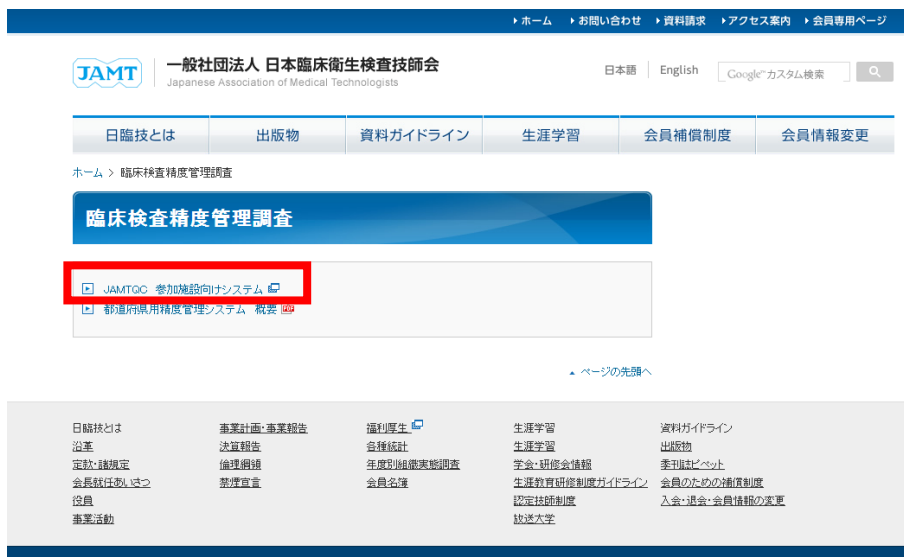 ホーム お問い合わせ 資料請求 アクセス案内 会員専用ページ
JAMT 一般社団法人 日本臨床衛生検査技師会
Japanese Association of Medical Technologists
日本語 English Google カスタム検索
日臨技とは 出版物 資料ガイドライン 生涯学習 会員補償制度 会員情報変更
ホーム > 臨床検査精度管理調査
臨床検査精度管理調査
JAMTQC 参加施設向けシステム
都道府県用精度管理システム 概要
ページの先頭へ
日臨技とは 事業計画・事業報告 福利厚生 生涯学習 資料ガイドライン
沿革 決算報告 各種統計 生涯学習 出版物
定款・諸規定 倫理綱領 年度別組織実態調査 学会・研修会情報 季刊誌ピペット
会長就任あいさつ 禁煙宣言 会員名簿 生涯教育研修制度ガイドライン 会員のための補償制度
役員 認定技師制度 入会・退会・会員情報の変更
事業活動 放送大学